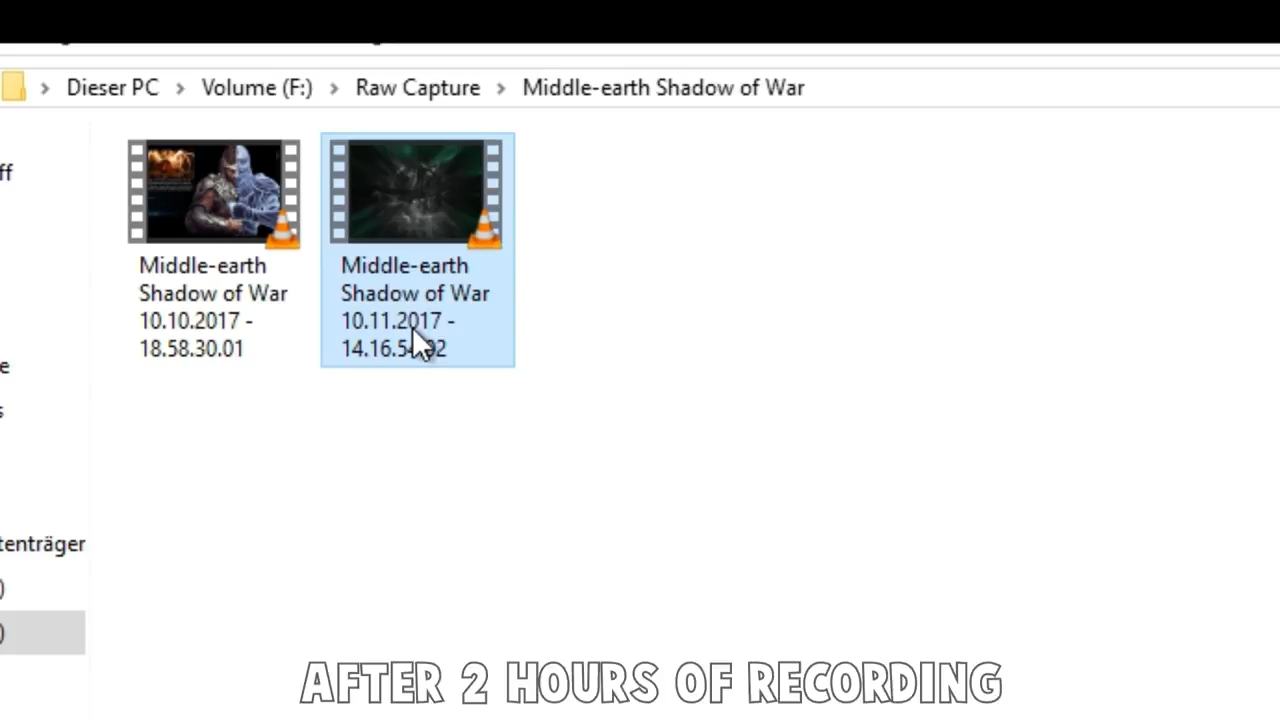 Dieser PC > Volume (F:) > Raw Capture > Middle-earth Shadow of War
ff
e
s
tenträger
)
)
Middle-earth
Shadow of War
10.10.2017 -
18.58.30.01
Middle-earth
Shadow of War
10.11.2017 -
AFTER 2 HOURS OF RECORDING